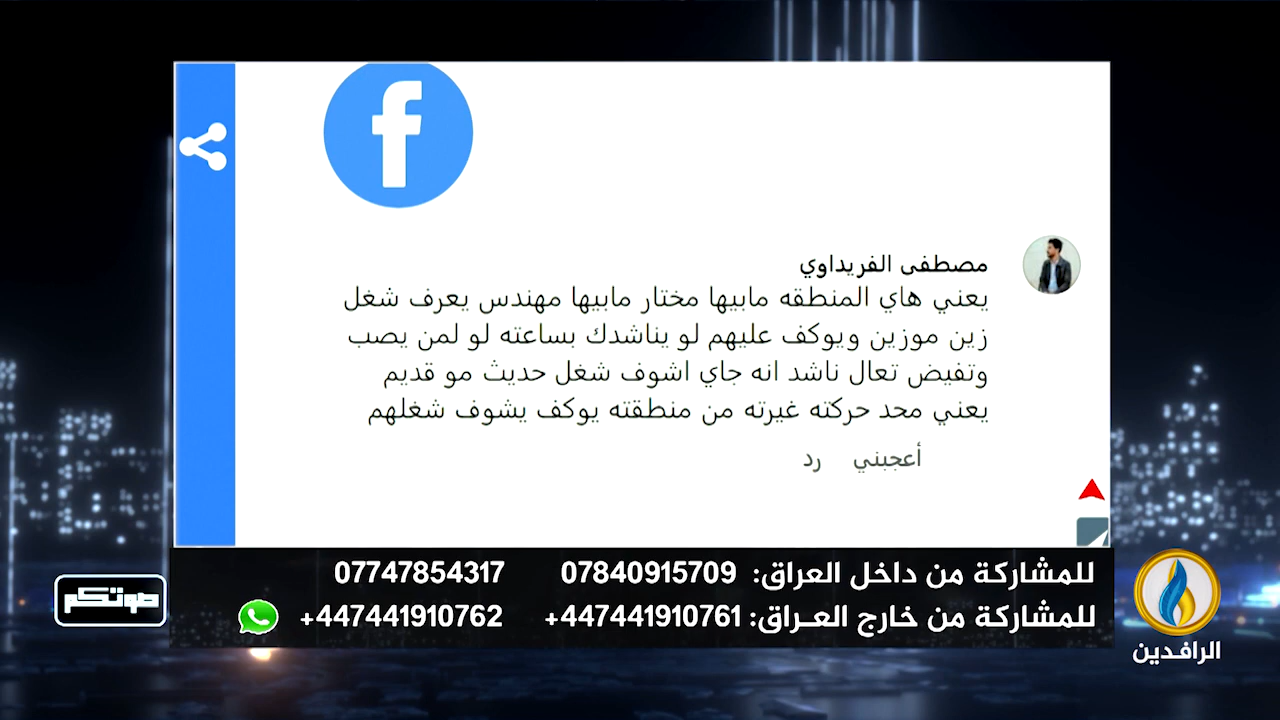 f
مصطفى الفريداوي
يعني هاي المنطقه مابيها مختار مابيها مهندس يعرف شغل
زين موزين ويوكف عليهم لو يناشدك بساعته لو لمن يصب
وتفيض تعال ناشد انه جاي اشوف شغل حديث مو قديم
يعني محد حركته غيرته من منطقته يوكف يشوف شغلهم
أعجبني رد
للمشاركة من داخل العراق: 07840915709 07747854317
للمشاركة من خارج العراق: 447441910761+ 447441910762+
صوتكم
الرافدين